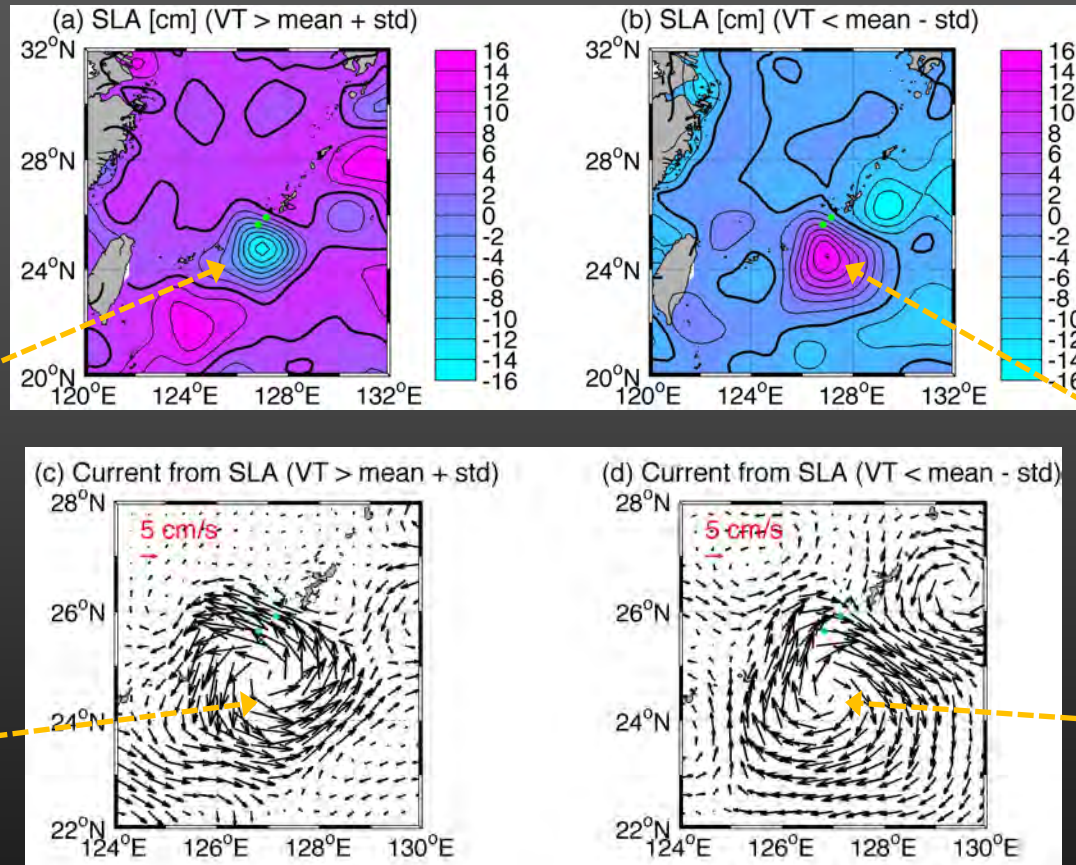 (a) SLA [cm] (VT > mean + std)
(b) SLA [cm] (VT < mean - std)
32°N
28°N
24°N
20°N
120°E
124°E
128°E
132°E
16
14
10
8
6
4
2
0
-2
-4
-6
-8
-10
-12
-14
-16
32°N
28°N
24°N
20°N
120°E
124°E
128°E
132°E
16
14
10
8
6
4
2
0
-2
-4
-6
-8
-10
-12
-14
-16
(c) Current from SLA (VT > mean + std)
(d) Current from SLA (VT < mean - std)
28°N
5 cm/s
26°N
24°N
22°N
124°E
126°E
128°E
130°E
28°N
5 cm/s
26°N
24°N
22°N
124°E
126°E
128°E
130°E